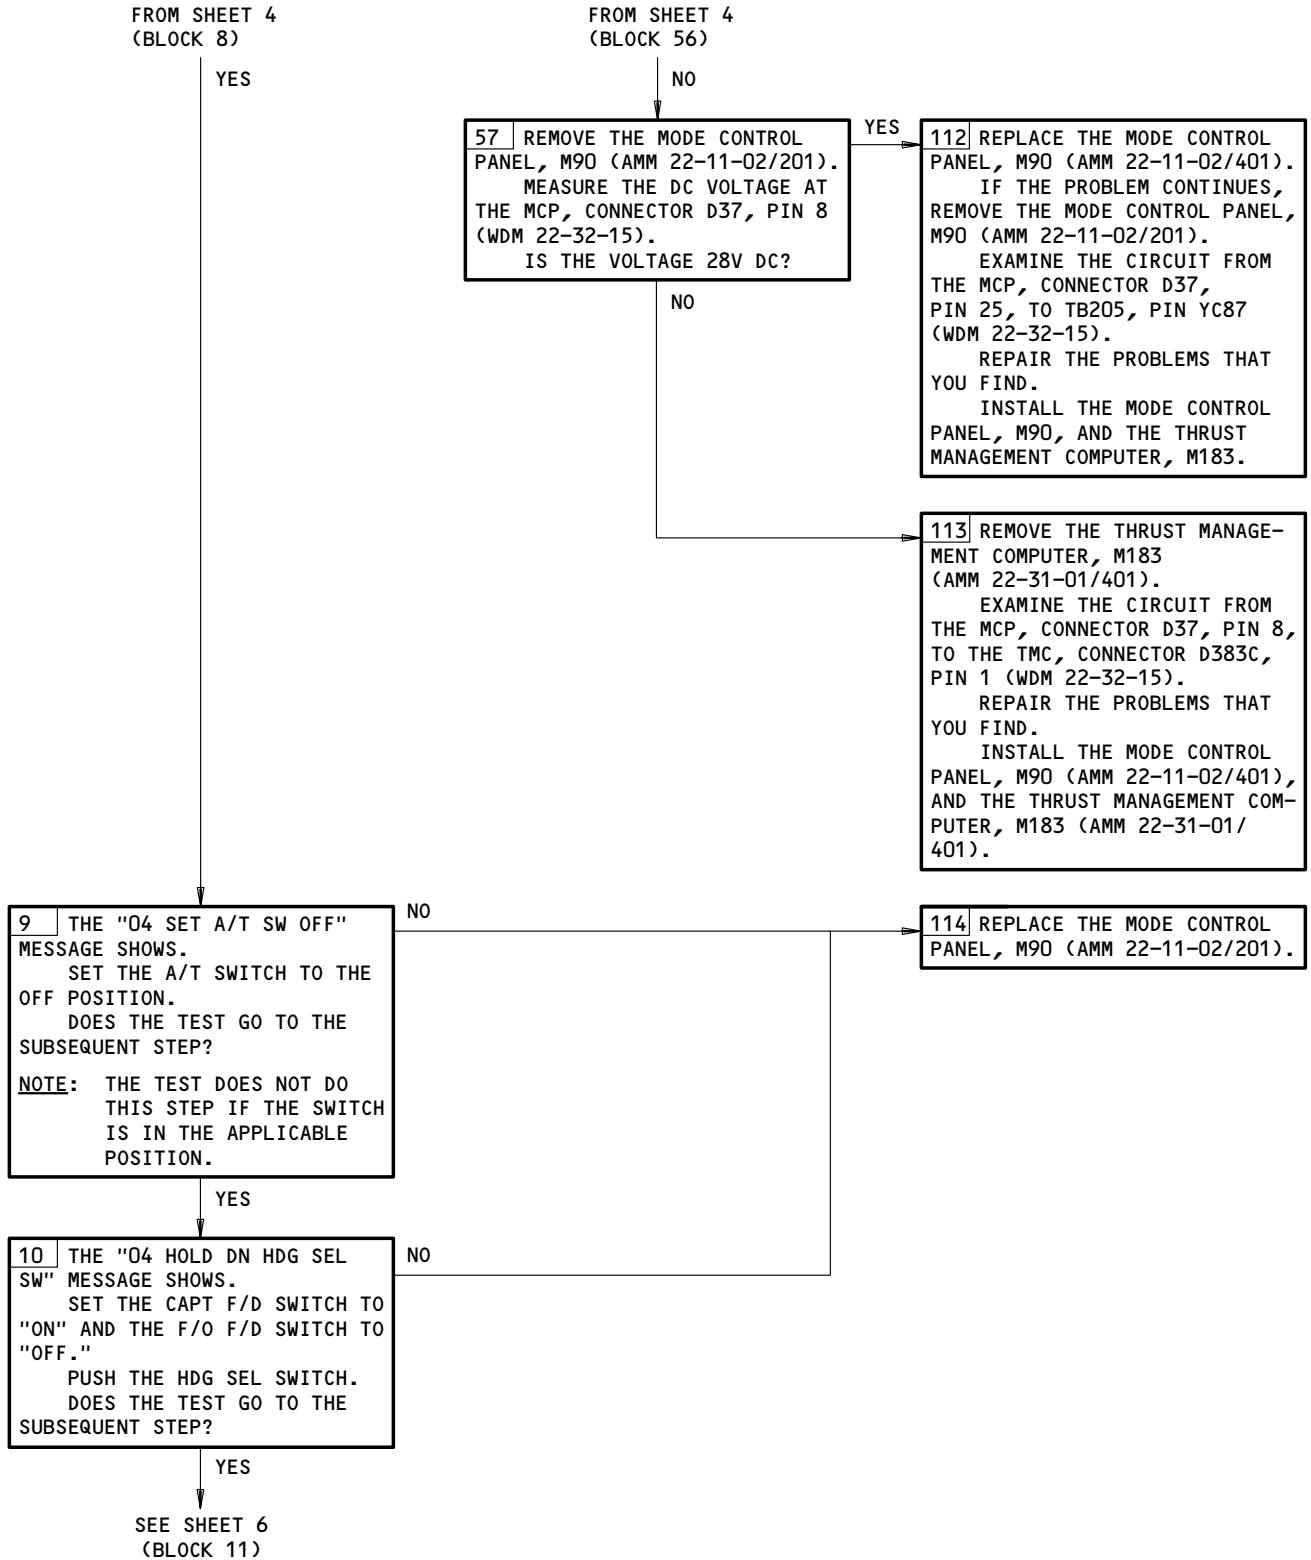 FROM SHEET 4
(BLOCK 8)
YES
FROM SHEET 4
(BLOCK 56)
NO
57 REMOVE THE MODE CONTROL
PANEL, M90 (AMM 22-11-02/201).
MEASURE THE DC VOLTAGE AT
THE MCP, CONNECTOR D37, PIN 8
(WDM 22-32-15).
IS THE VOLTAGE 28V DC?
YES
NO
112 REPLACE THE MODE CONTROL
PANEL, M90 (AMM 22-11-02/401).
IF THE PROBLEM CONTINUES,
REMOVE THE MODE CONTROL PANEL,
M90 (AMM 22-11-02/201).
EXAMINE THE CIRCUIT FROM
THE MCP, CONNECTOR D37,
PIN 25, TO TB205, PIN YC87
(WDM 22-32-15).
REPAIR THE PROBLEMS THAT
YOU FIND.
INSTALL THE MODE CONTROL
PANEL, M90, AND THE THRUST
MANAGEMENT COMPUTER, M183.
113 REMOVE THE THRUST MANAGE-
MENT COMPUTER, M183
(AMM 22-31-01/401).
EXAMINE THE CIRCUIT FROM
THE MCP, CONNECTOR D37, PIN 8,
TO THE TMC, CONNECTOR D383C,
PIN 1 (WDM 22-32-15).
REPAIR THE PROBLEMS THAT
YOU FIND.
INSTALL THE MODE CONTROL
PANEL, M90 (AMM 22-11-02/401),
AND THE THRUST MANAGEMENT COM-
PUTER, M183 (AMM 22-31-01/
401).
9 THE "04 SET A/T SW OFF"
MESSAGE SHOWS.
SET THE A/T SWITCH TO THE
OFF POSITION.
DOES THE TEST GO TO THE
SUBSEQUENT STEP?
NOTE: THE TEST DOES NOT DO
THIS STEP IF THE SWITCH
IS IN THE APPLICABLE
POSITION.
NO
YES
114 REPLACE THE MODE CONTROL
PANEL, M90 (AMM 22-11-02/201).
10 THE "04 HOLD DN HDG SEL
SW" MESSAGE SHOWS.
SET THE CAPT F/D SWITCH TO
"ON" AND THE F/O F/D SWITCH TO
"OFF."
PUSH THE HDG SEL SWITCH.
DOES THE TEST GO TO THE
SUBSEQUENT STEP?
NO
YES
SEE SHEET 6
(BLOCK 11)